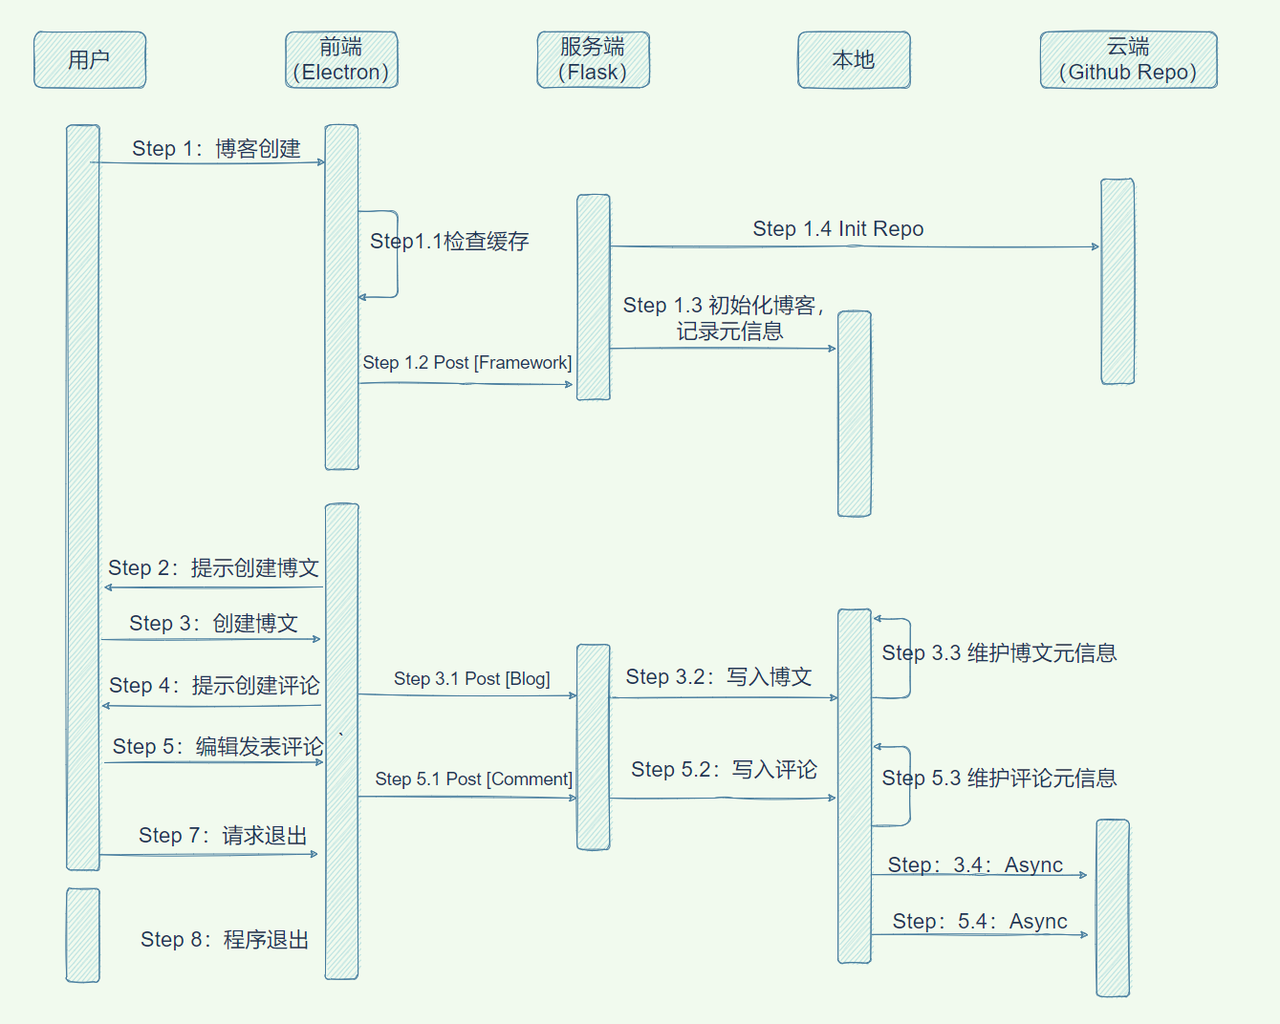 用户
前端
（Electron）
服务端
（Flask）
本地
云端
（Github Repo）
Step 1：博客创建
Step1.1检查缓存
Step 1.4 Init Repo
Step 1.3 初始化博客，
记录元信息
Step 1.2 Post [Framework]
Step 2：提示创建博文
Step 3：创建博文
Step 3.3 维护博文元信息
Step 4：提示创建评论
Step 3.1 Post [Blog]
Step 3.2：写入博文
Step 5：编辑发表评论
Step 5.1 Post [Comment]
Step 5.2：写入评论
Step 5.3 维护评论元信息
Step 7：请求退出
Step：3.4：Async
Step：5.4：Async
Step 8：程序退出